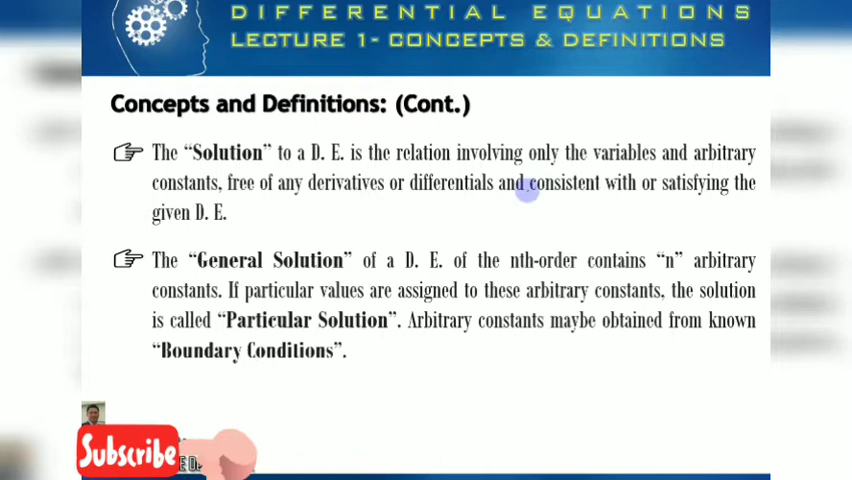 DIFFERENTIAL EQUATIONS
LECTURE 1- CONCEPTS & DEFINITIONS
Concepts and Definitions: (Cont.)
The “Solution” to a D. E. is the relation involving only the variables and arbitrary
constants, free of any derivatives or differentials and consistent with or satisfying the
given D. E.
The “General Solution” of a D. E. of the nth-order contains “n” arbitrary
constants. If particular values are assigned to these arbitrary constants, the solution
is called “Particular Solution”. Arbitrary constants maybe obtained from known
“Boundary Conditions”.
Subscribe